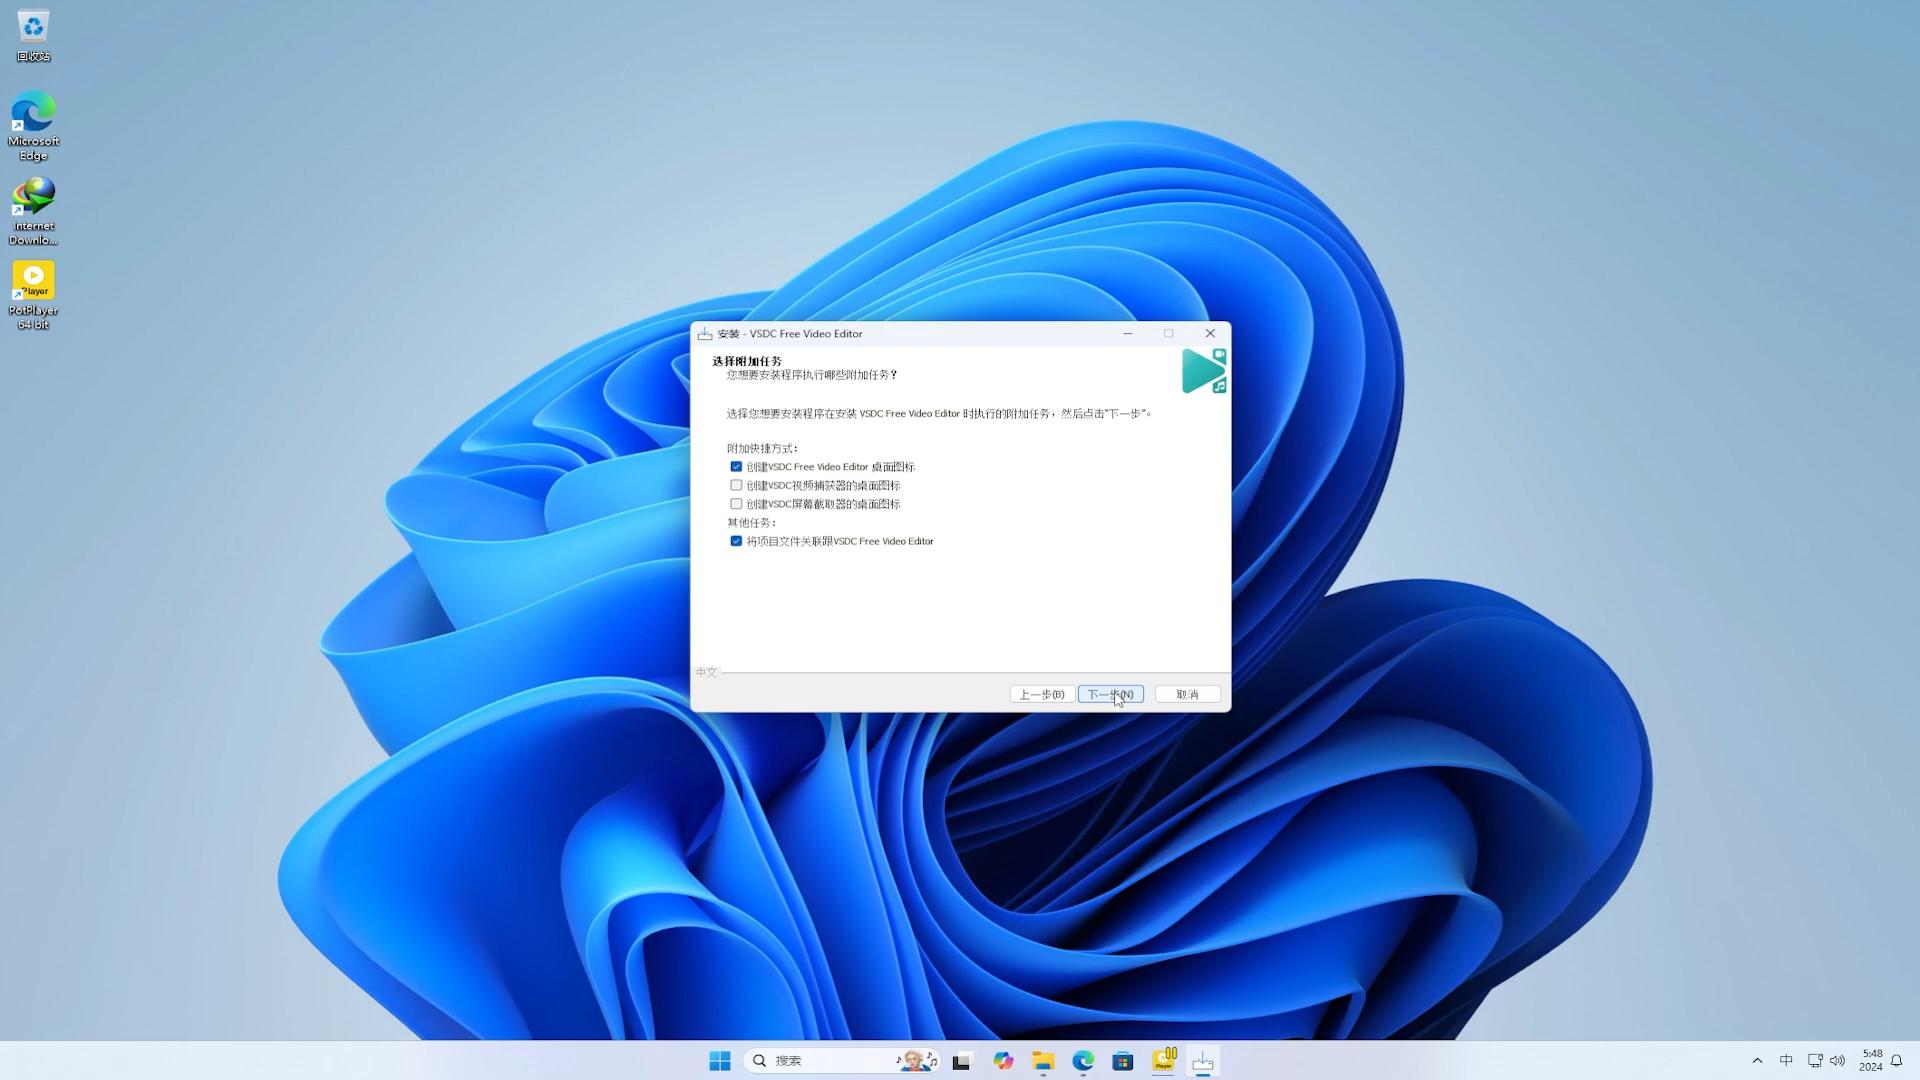 回收站
Microsoft
Edge
Internet
Downlo...
Player
PotPlayer
64 bit
安装 - VSDC Free Video Editor
选择附加任务
您想要安装程序执行哪些附加任务？
选择您想要安装程序在安装 VSDC Free Video Editor 时执行的附加任务，然后点击“下一步”。
附加快捷方式：
创建VSDC Free Video Editor 桌面图标
创建VSDC视频捕获器的桌面图标
创建VSDC屏幕截取器的桌面图标
其他任务：
将项目文件关联跟VSDC Free Video Editor
中文
上一步(B)
下一步(N)
取消
搜索
Player
中
5:48
2024